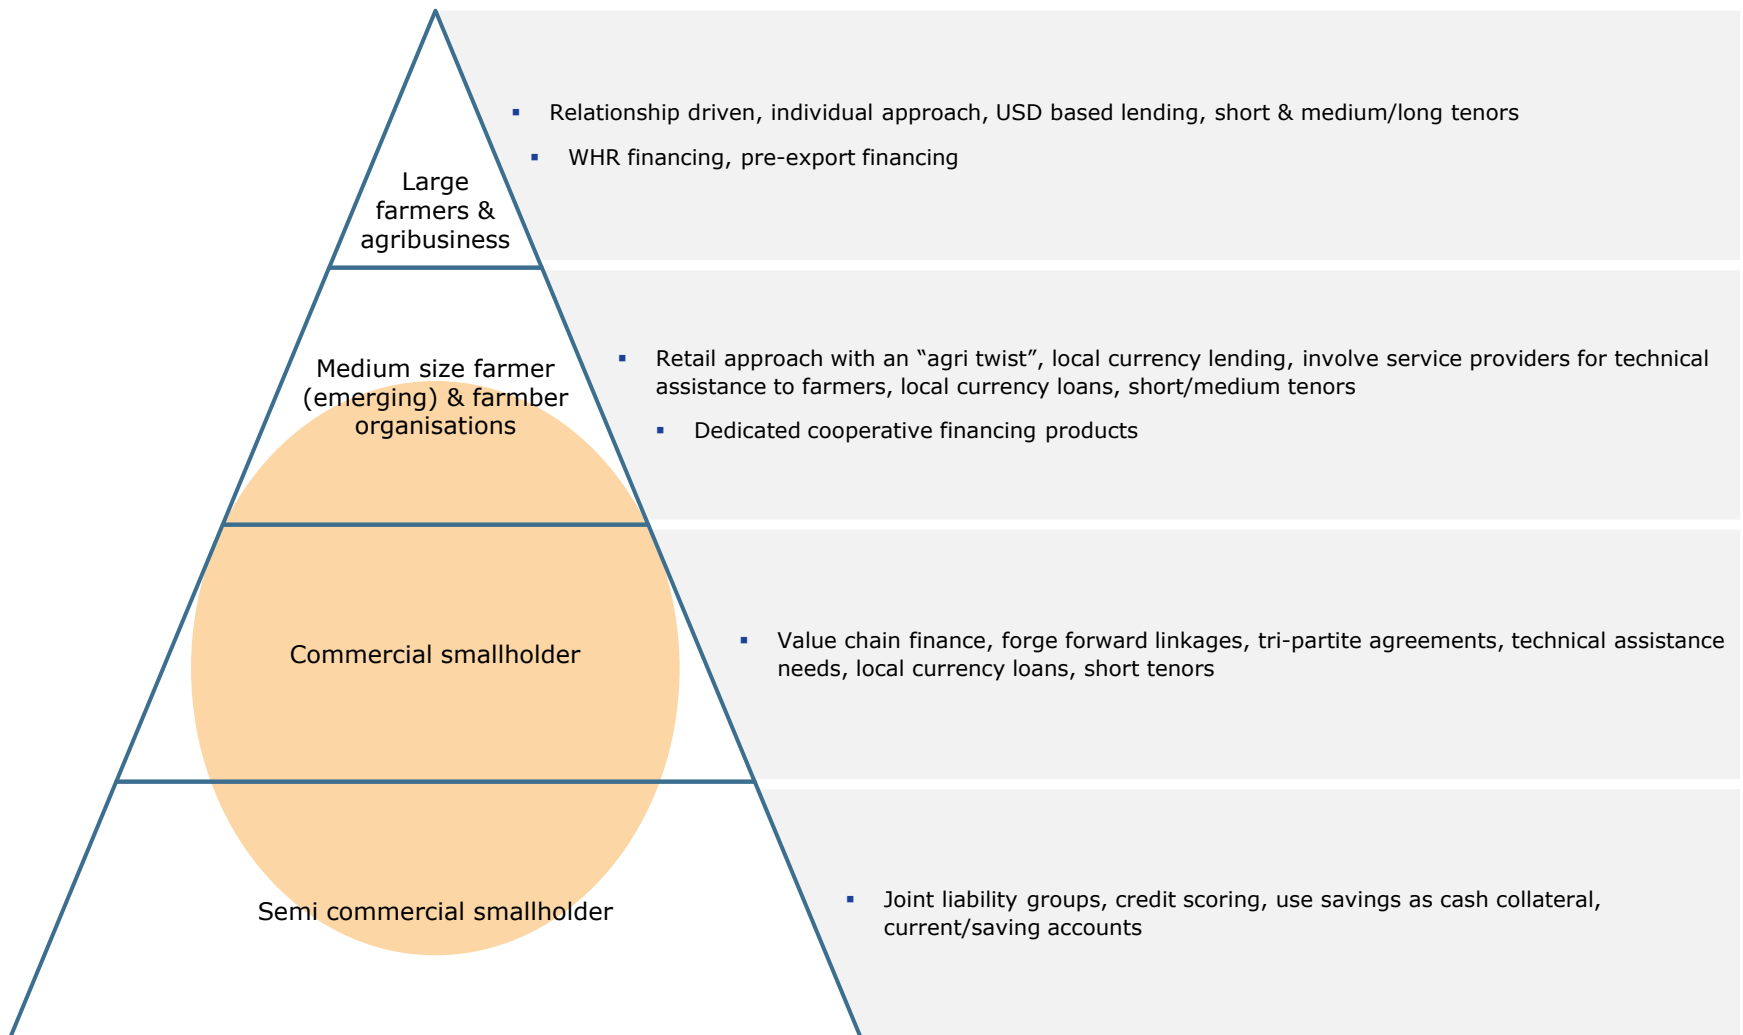 Large
farmers &
agribusiness
▪ Relationship driven, individual approach, USD based lending, short & medium/long tenors
▪ WHR financing, pre-export financing
Medium size farmer
(emerging) & farmber
organisations
▪ Retail approach with an “agri twist”, local currency lending, involve service providers for technical
assistance to farmers, local currency loans, short/medium tenors
▪ Dedicated cooperative financing products
Commercial smallholder
▪ Value chain finance, forge forward linkages, tri-partite agreements, technical assistance
needs, local currency loans, short tenors
Semi commercial smallholder
▪ Joint liability groups, credit scoring, use savings as cash collateral,
current/saving accounts